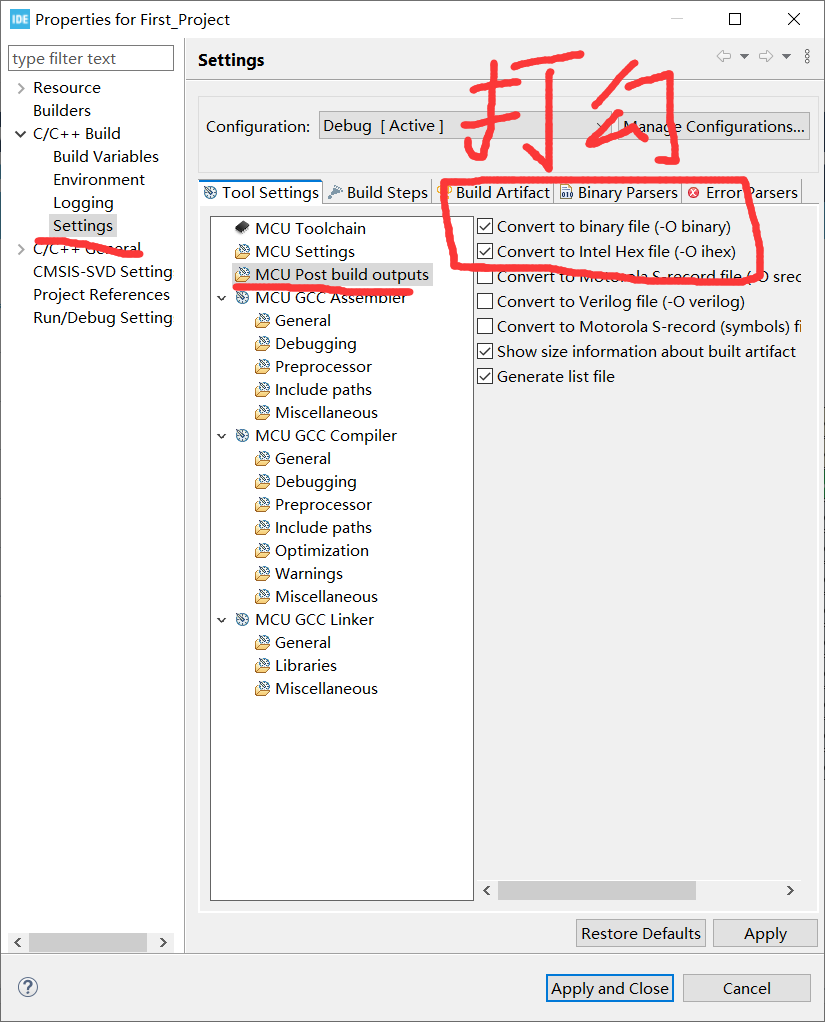 IDE Properties for First_Project
type filter text
Resource
Builders
C/C++ Build
Build Variables
Environment
Logging
Settings
C/C++ General
CMSIS-SVD Setting
Project References
Run/Debug Setting
Settings
打勾
Configuration: Debug [ Active ] Manage Configurations...
Tool Settings Build Steps Build Artifact Binary Parsers Error Parsers
MCU Toolchain
MCU Settings
MCU Post build outputs
MCU GCC Assembler
General
Debugging
Preprocessor
Include paths
Miscellaneous
MCU GCC Compiler
General
Debugging
Preprocessor
Include paths
Optimization
Warnings
Miscellaneous
MCU GCC Linker
General
Libraries
Miscellaneous
Convert to binary file (-O binary)
Convert to Intel Hex file (-O ihex)
Convert to Motorola S-record file (-O srec
Convert to Verilog file (-O verilog)
Convert to Motorola S-record (symbols) fi
Show size information about built artifact
Generate list file
Restore Defaults Apply
? Apply and Close Cancel